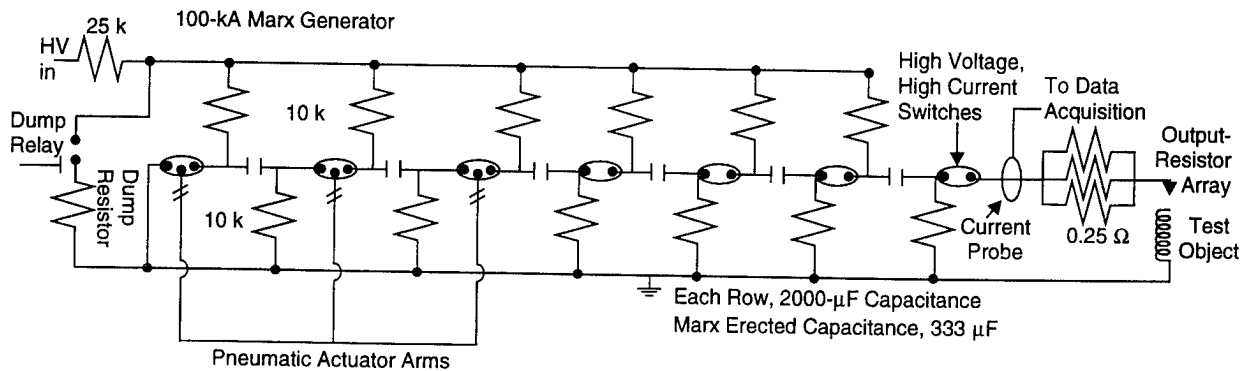 100-kA Marx Generator
25 k
HV
in
High Voltage,
High Current
Switches
To Data
Acquisition
Output-
Resistor
Array
10 k
Dump
Relay
Dump
Resistor
10 k
Current
Probe
0.25 Ω
Test
Object
Each Row, 2000-μF Capacitance
Marx Erected Capacitance, 333 μF
Pneumatic Actuator Arms